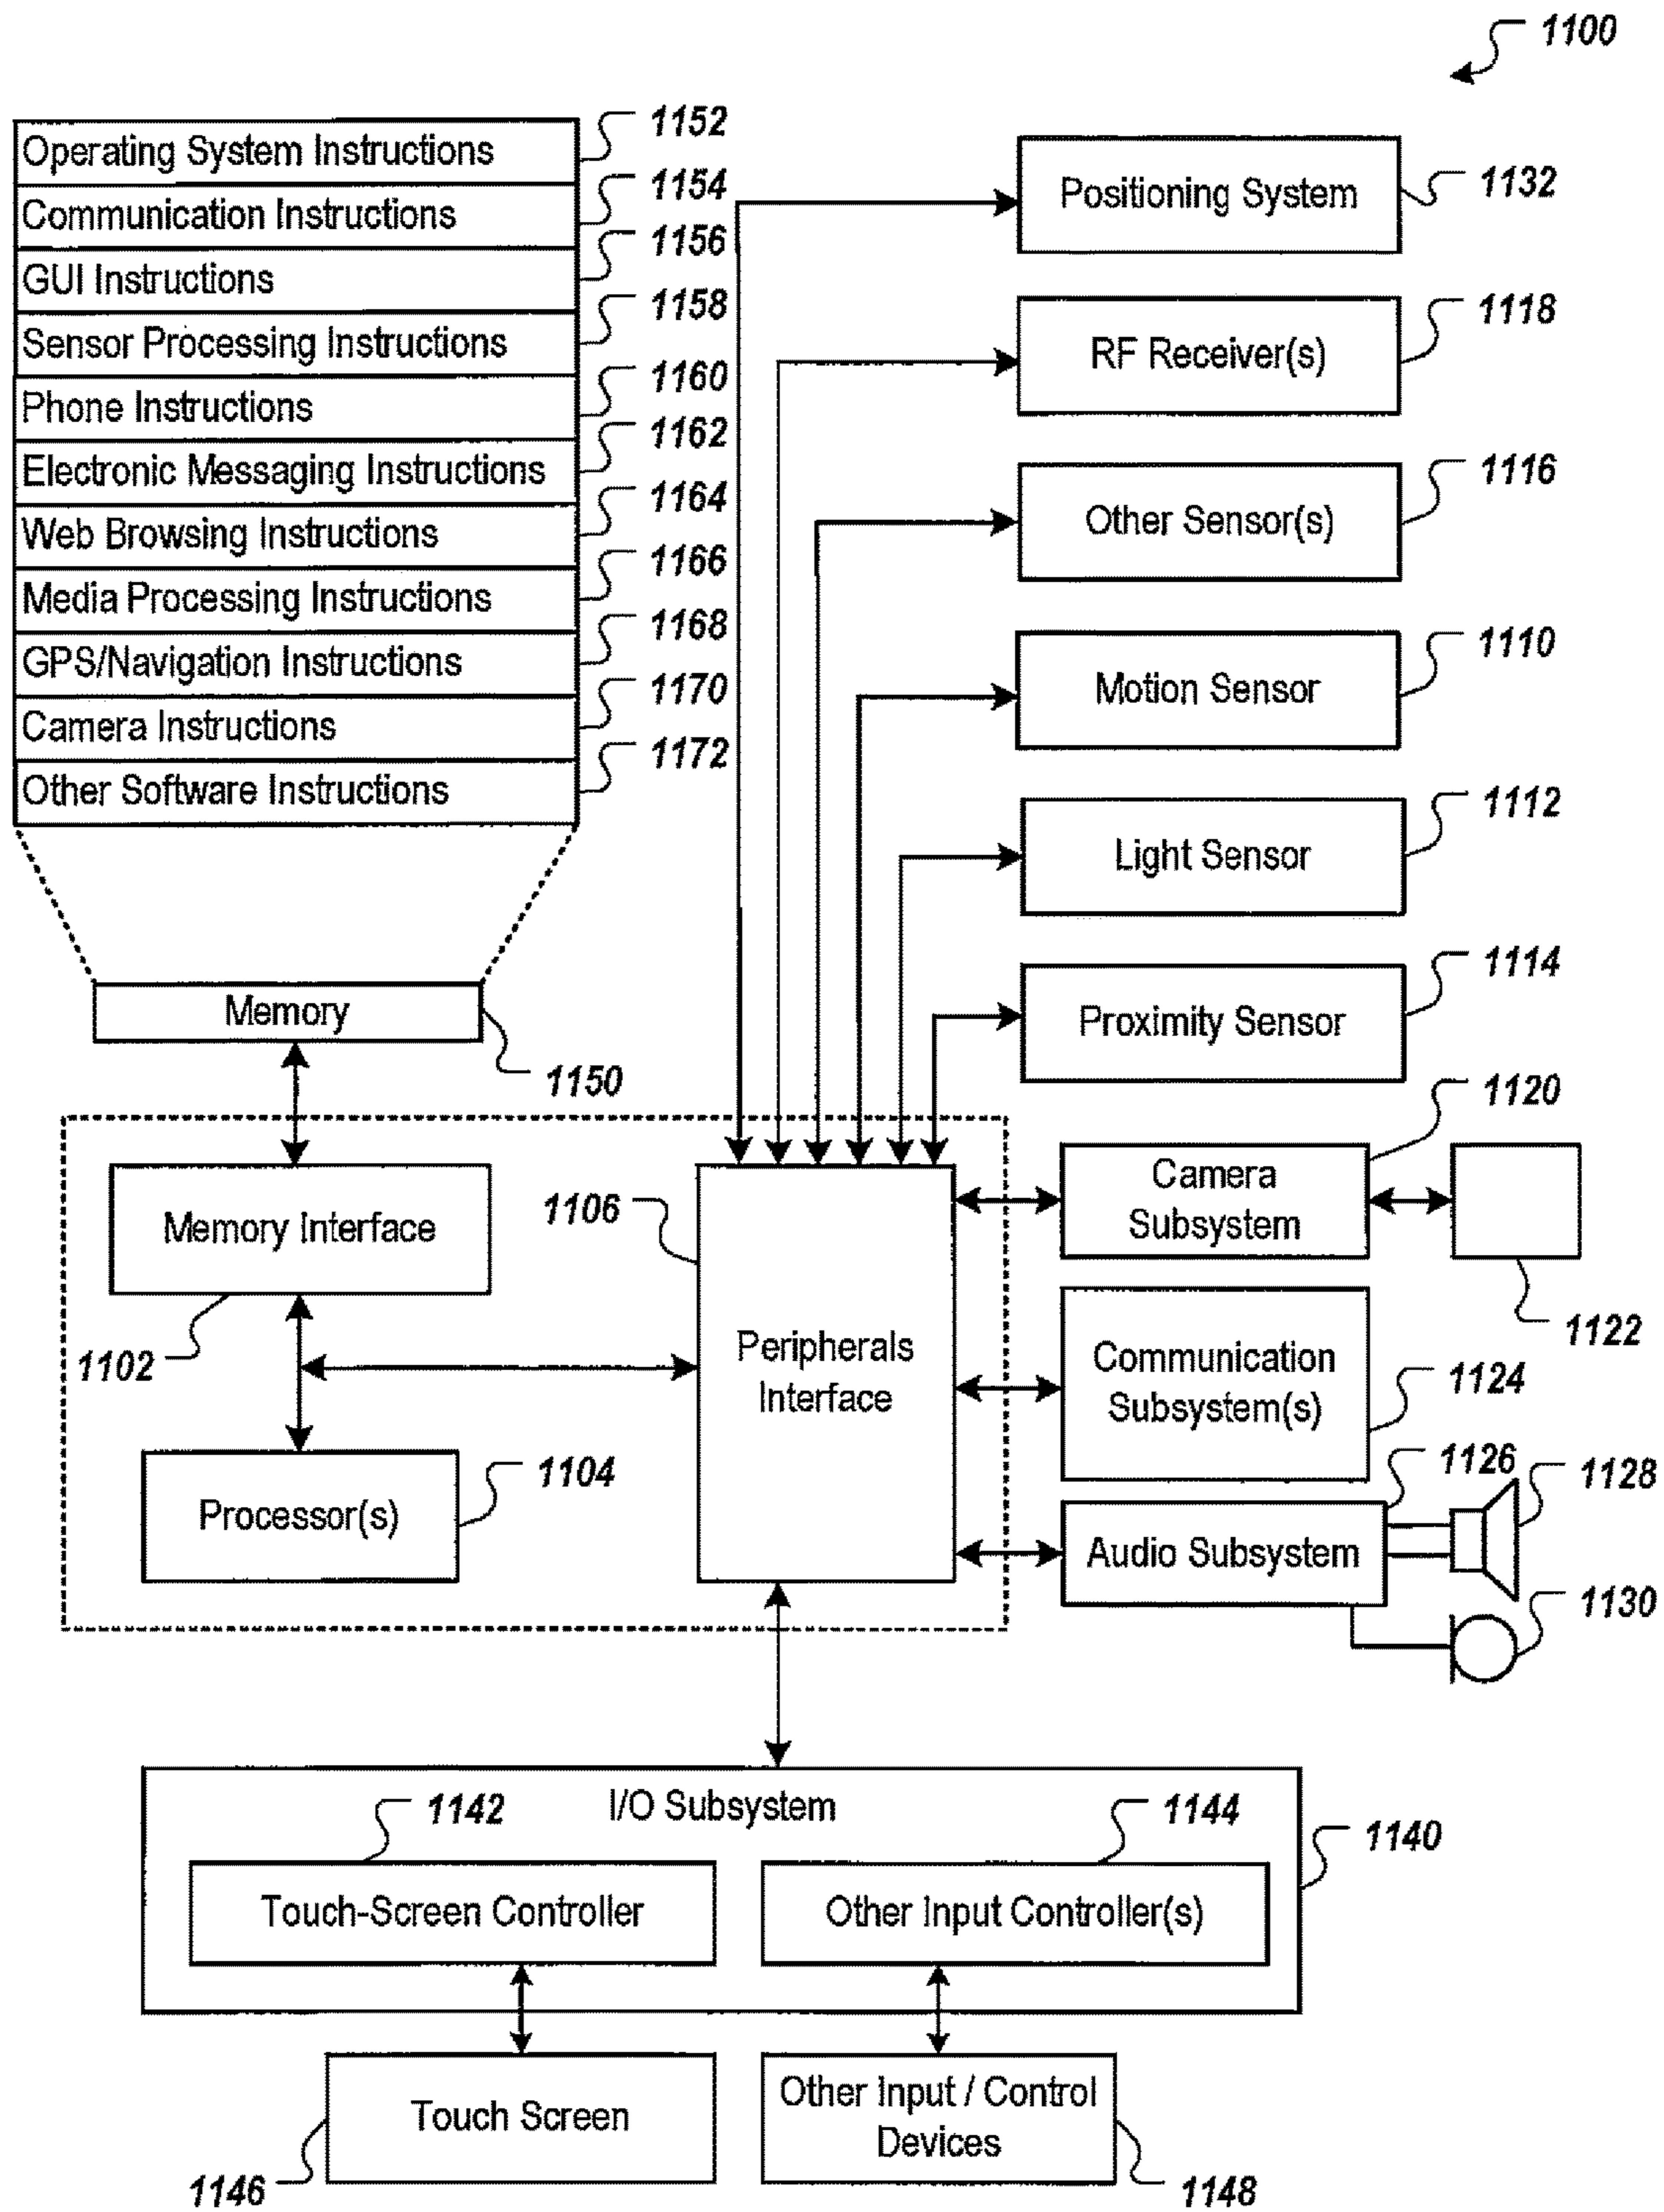 1100
Operating System Instructions
1152
Communication Instructions
1154
GUI Instructions
1156
Sensor Processing Instructions
1158
Phone Instructions
1160
Electronic Messaging Instructions
1162
Web Browsing Instructions
1164
Media Processing Instructions
1166
GPS/Navigation Instructions
1168
Camera Instructions
1170
Other Software Instructions
1172
Memory
1150
Positioning System
1132
RF Receiver(s)
1118
Other Sensor(s)
1116
Motion Sensor
1110
Light Sensor
1112
Proximity Sensor
1114
Memory Interface
1102
Processor(s)
1104
1106
Peripherals
Interface
Camera
Subsystem
1120
1122
Communication
Subsystem(s)
1124
Audio Subsystem
1126
1128
1130
I/O Subsystem
1140
1142
Touch-Screen Controller
1144
Other Input Controller(s)
Touch Screen
1146
Other Input / Control
Devices
1148